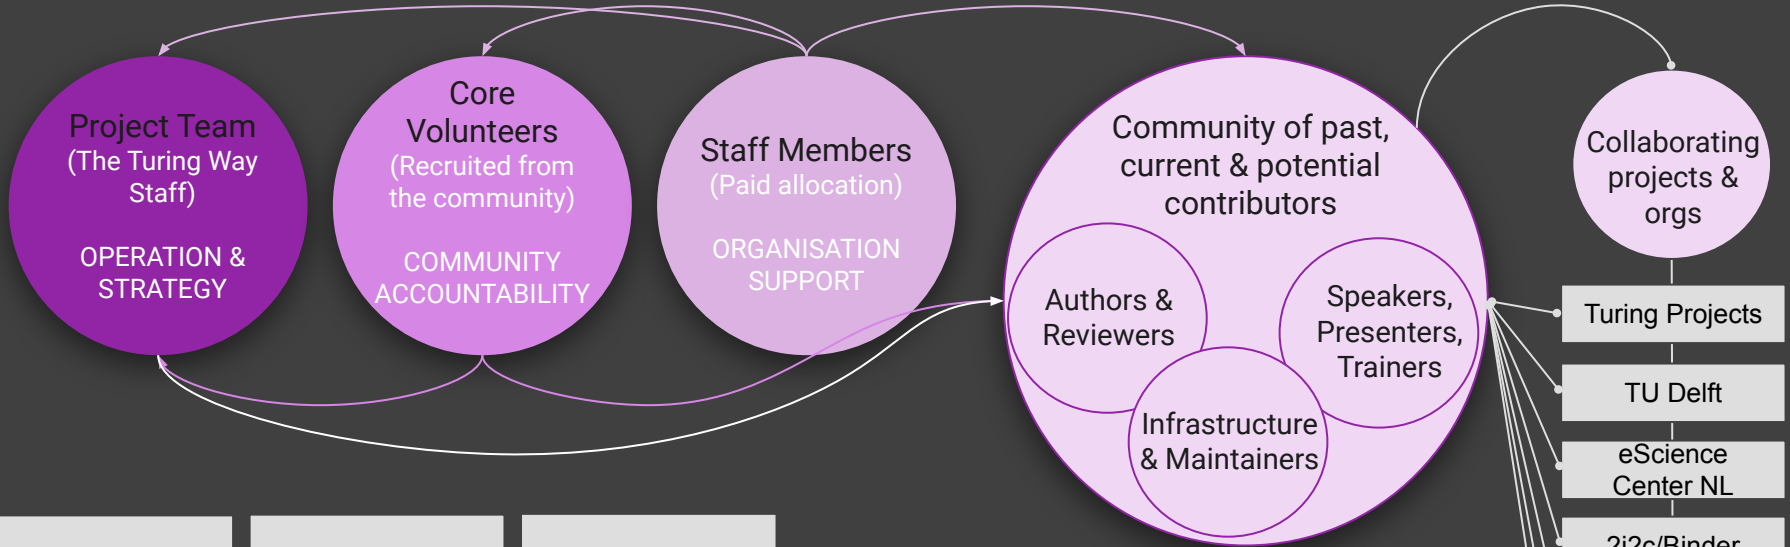 Project Team
(The Turing Way
Staff)
OPERATION &
STRATEGY
Core
Volunteers
(Recruited from
the community)
COMMUNITY
ACCOUNTABILITY
Staff Members
(Paid allocation)
ORGANISATION
SUPPORT
Community of past,
current & potential
contributors
Authors &
Reviewers
Speakers,
Presenters,
Trainers
Infrastructure
& Maintainers
Collaborating
projects &
orgs
Turing Projects
TU Delft
eScience
Center NL
2i2c/Binder